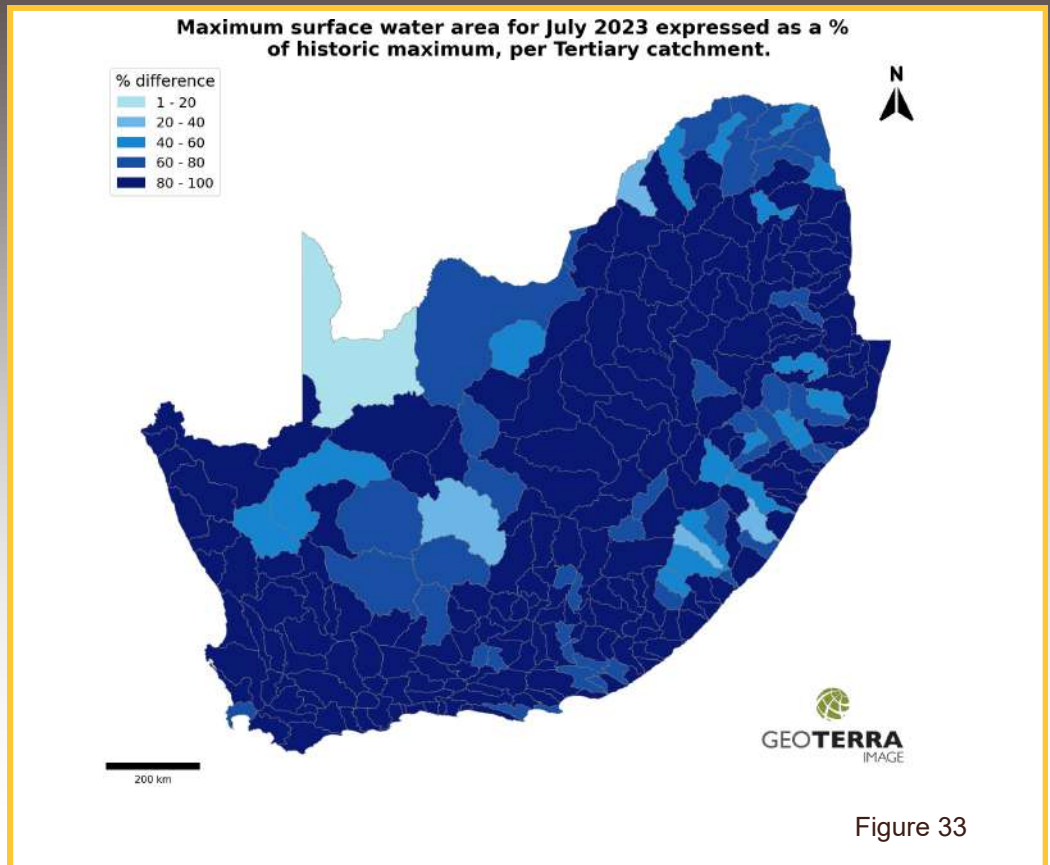 Maximum surface water area for July 2023 expressed as a %
of historic maximum, per Tertiary catchment.
% difference
1 - 20
20 - 40
40 - 60
60 - 80
80 - 100
N
GEOTERRA
IMAGE
200 km
Figure 33